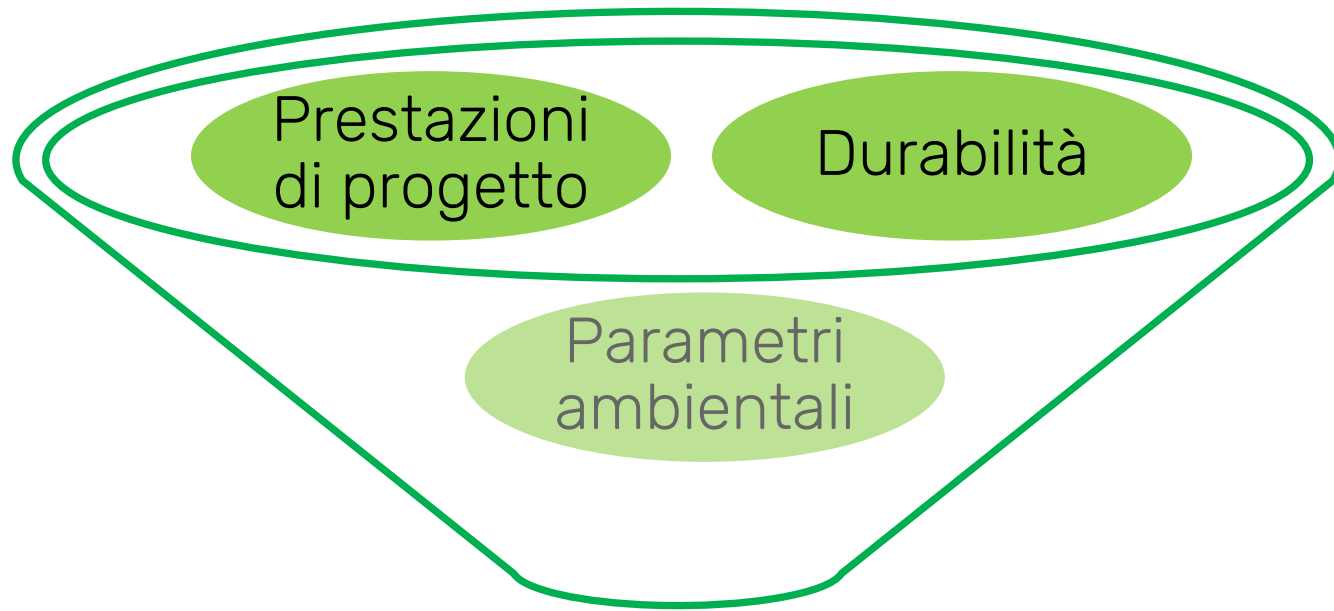 Prestazioni
di progetto
Durabilità
Parametri
ambientali